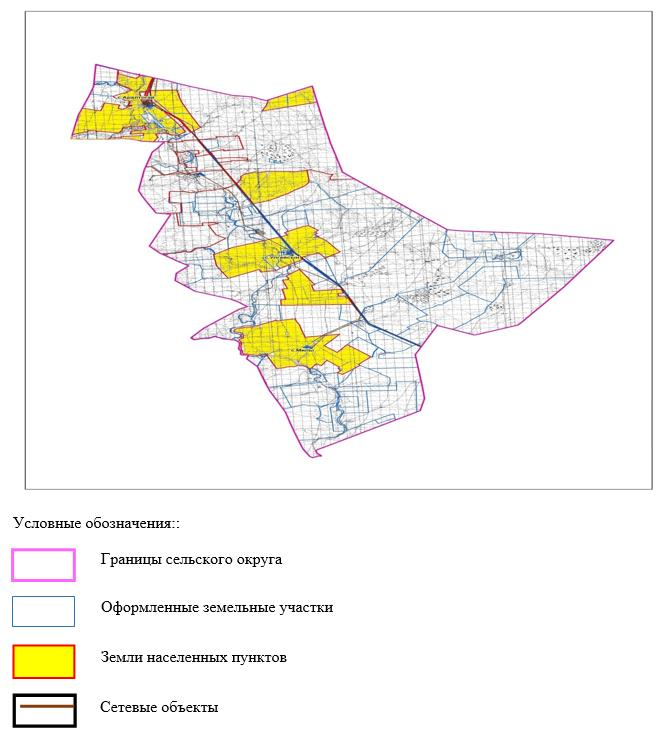 Условные обозначения::
Границы сельского округа
Оформленные земельные участки
Земли населенных пунктов
Сетевые объекты